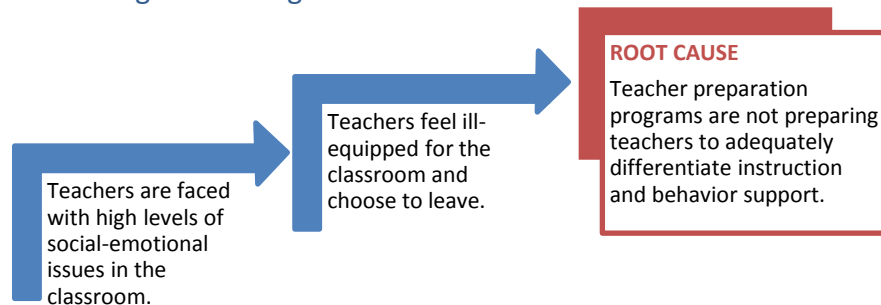 Teachers are faced
with high levels of
social-emotional
issues in the
classroom.
Teachers feel ill-
equipped for the
classroom and
choose to leave.
ROOT CAUSE
Teacher preparation
programs are not preparing
teachers to adequately
differentiate instruction
and behavior support.